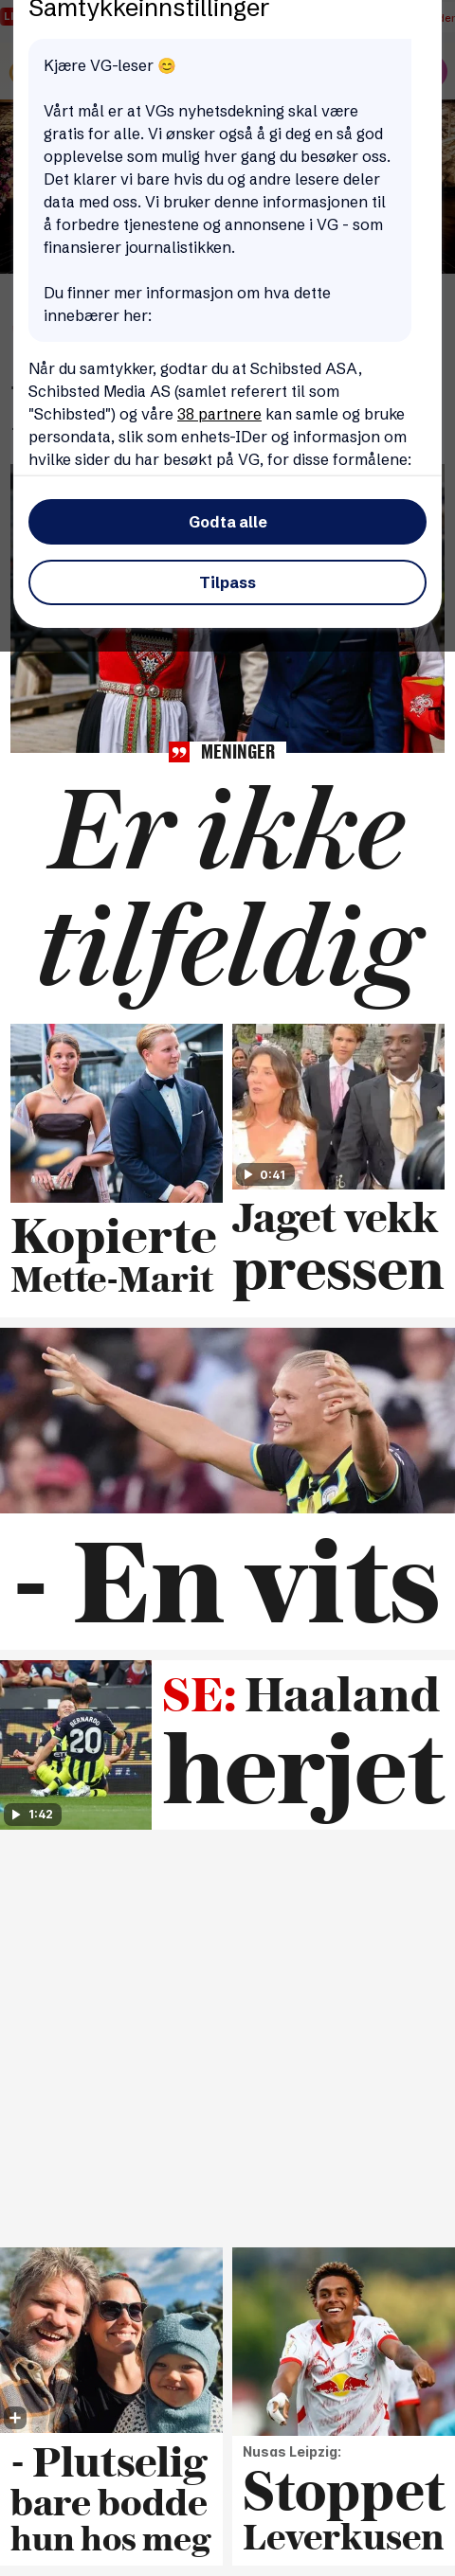 Samtykkeinnstillinger
Kjære VG-leser 😊
Vårt mål er at VGs nyhetsdekning skal være
gratis for alle. Vi ønsker også å gi deg en så god
opplevelse som mulig hver gang du besøker oss.
Det klarer vi bare hvis du og andre lesere deler
data med oss. Vi bruker denne informasjonen til
å forbedre tjenestene og annonsene i VG - som
finansierer journalistikken.
Du finner mer informasjon om hva dette
innebærer her:
Når du samtykker, godtar du at Schibsted ASA,
Schibsted Media AS (samlet referert til som
"Schibsted") og våre 38 partnere kan samle og bruke
persondata, slik som enhets-IDer og informasjon om
hvilke sider du har besøkt på VG, for disse formålene:
Godta alle
Tilpass
MENINGER
Er ikke
tilfeldig
0:41
Kopierte
Mette-Marit
Jaget vekk
pressen
- En vits
BERNARDO
20
1:42
SE: Haaland
herjet
- Plutselig
bare bodde
hun hos meg
Red Bull
Nusas Leipzig:
Stoppet
Leverkusen